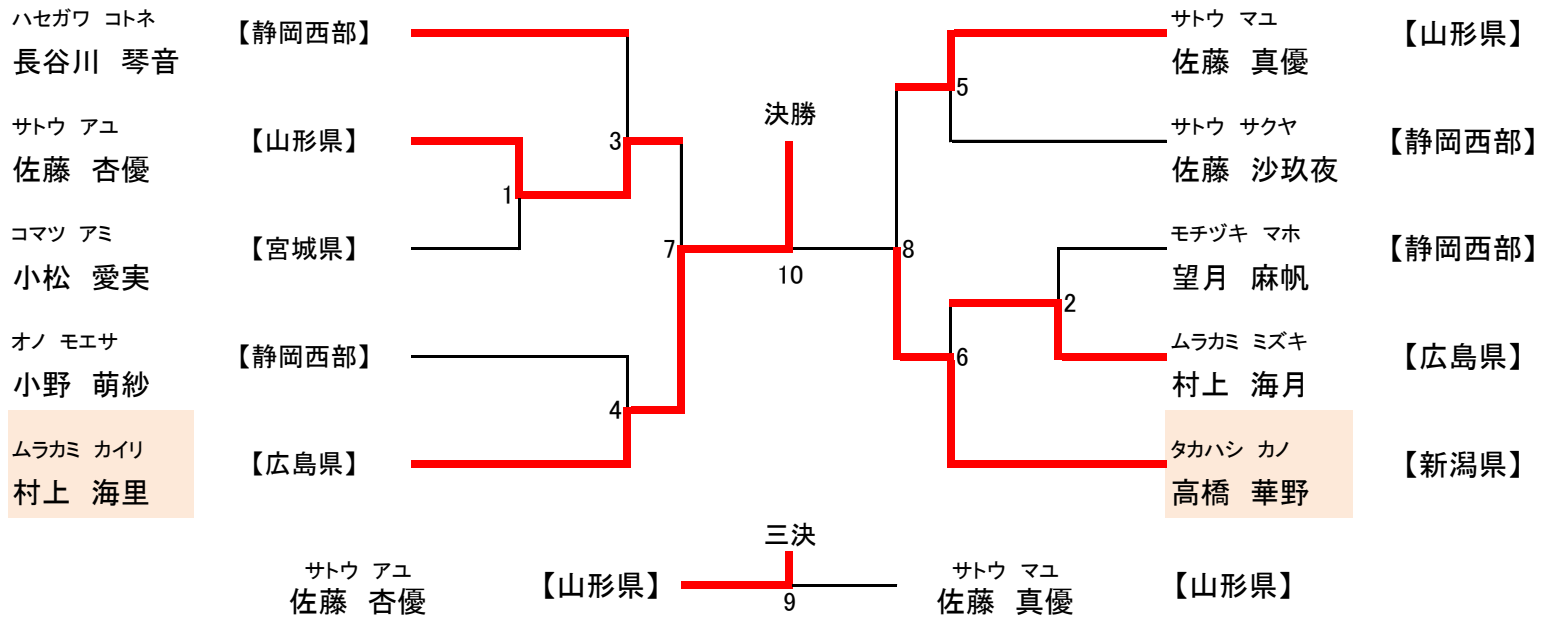 ハセガワ コトネ
長谷川 琴音
【静岡西部】
サトウ アユ
佐藤 杏優
【山形県】
コマツ アミ
小松 愛実
【宮城県】
オノ モエサ
小野 萌紗
【静岡西部】
ムラカミ カイリ
村上 海里
【広島県】
1
3
4
7
決勝
10
8
5
6
2
サトウ マユ
佐藤 真優
【山形県】
サトウ サクヤ
佐藤 沙玖夜
【静岡西部】
モチヅキ マホ
望月 麻帆
【静岡西部】
ムラカミ ミズキ
村上 海月
【広島県】
タカハシ カノ
高橋 華野
【新潟県】
三決
サトウ アユ
佐藤 杏優
【山形県】
9
サトウ マユ
佐藤 真優
【山形県】